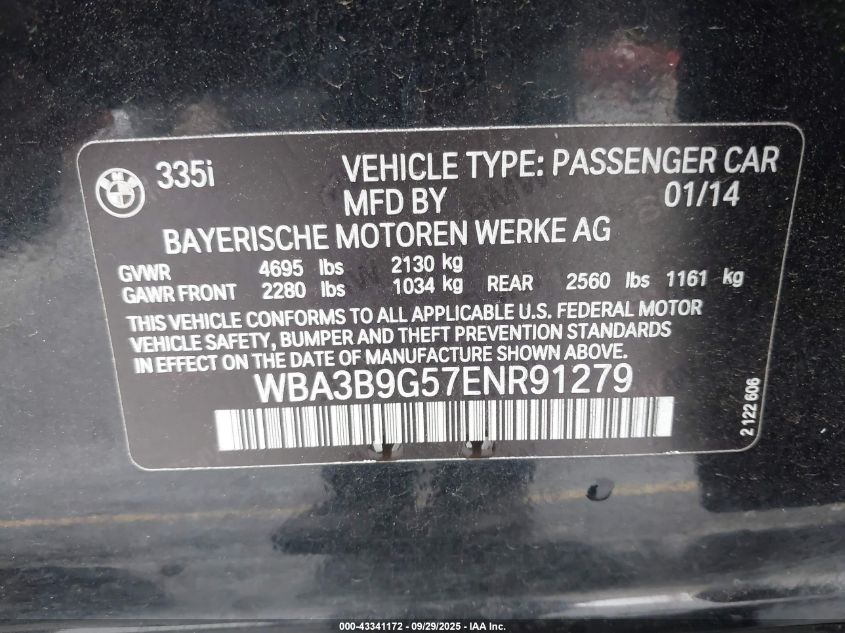 335i VEHICLE TYPE: PASSENGER CAR
MFD BY 01/14
BAYERISCHE MOTOREN WERKE AG
GVWR 4695 lbs 2130 kg
GAWR FRONT 2280 lbs 1034 kg REAR 2560 lbs 1161 kg
THIS VEHICLE CONFORMS TO ALL APPLICABLE U.S. FEDERAL MOTOR
VEHICLE SAFETY, BUMPER AND THEFT PREVENTION STANDARDS
IN EFFECT ON THE DATE OF MANUFACTURE SHOWN ABOVE.
WBA3B9G57ENR91279
2 122 606
000-43341172 - 09/29/2025 - IAA Inc.